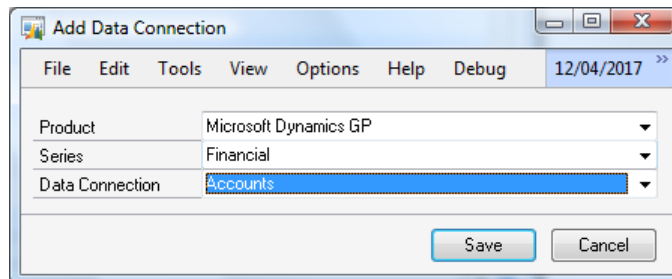 Add Data Connection
File Edit Tools View Options Help Debug 12/04/2017 »
Product Microsoft Dynamics GP
Series Financial
Data Connection Accounts
Save Cancel